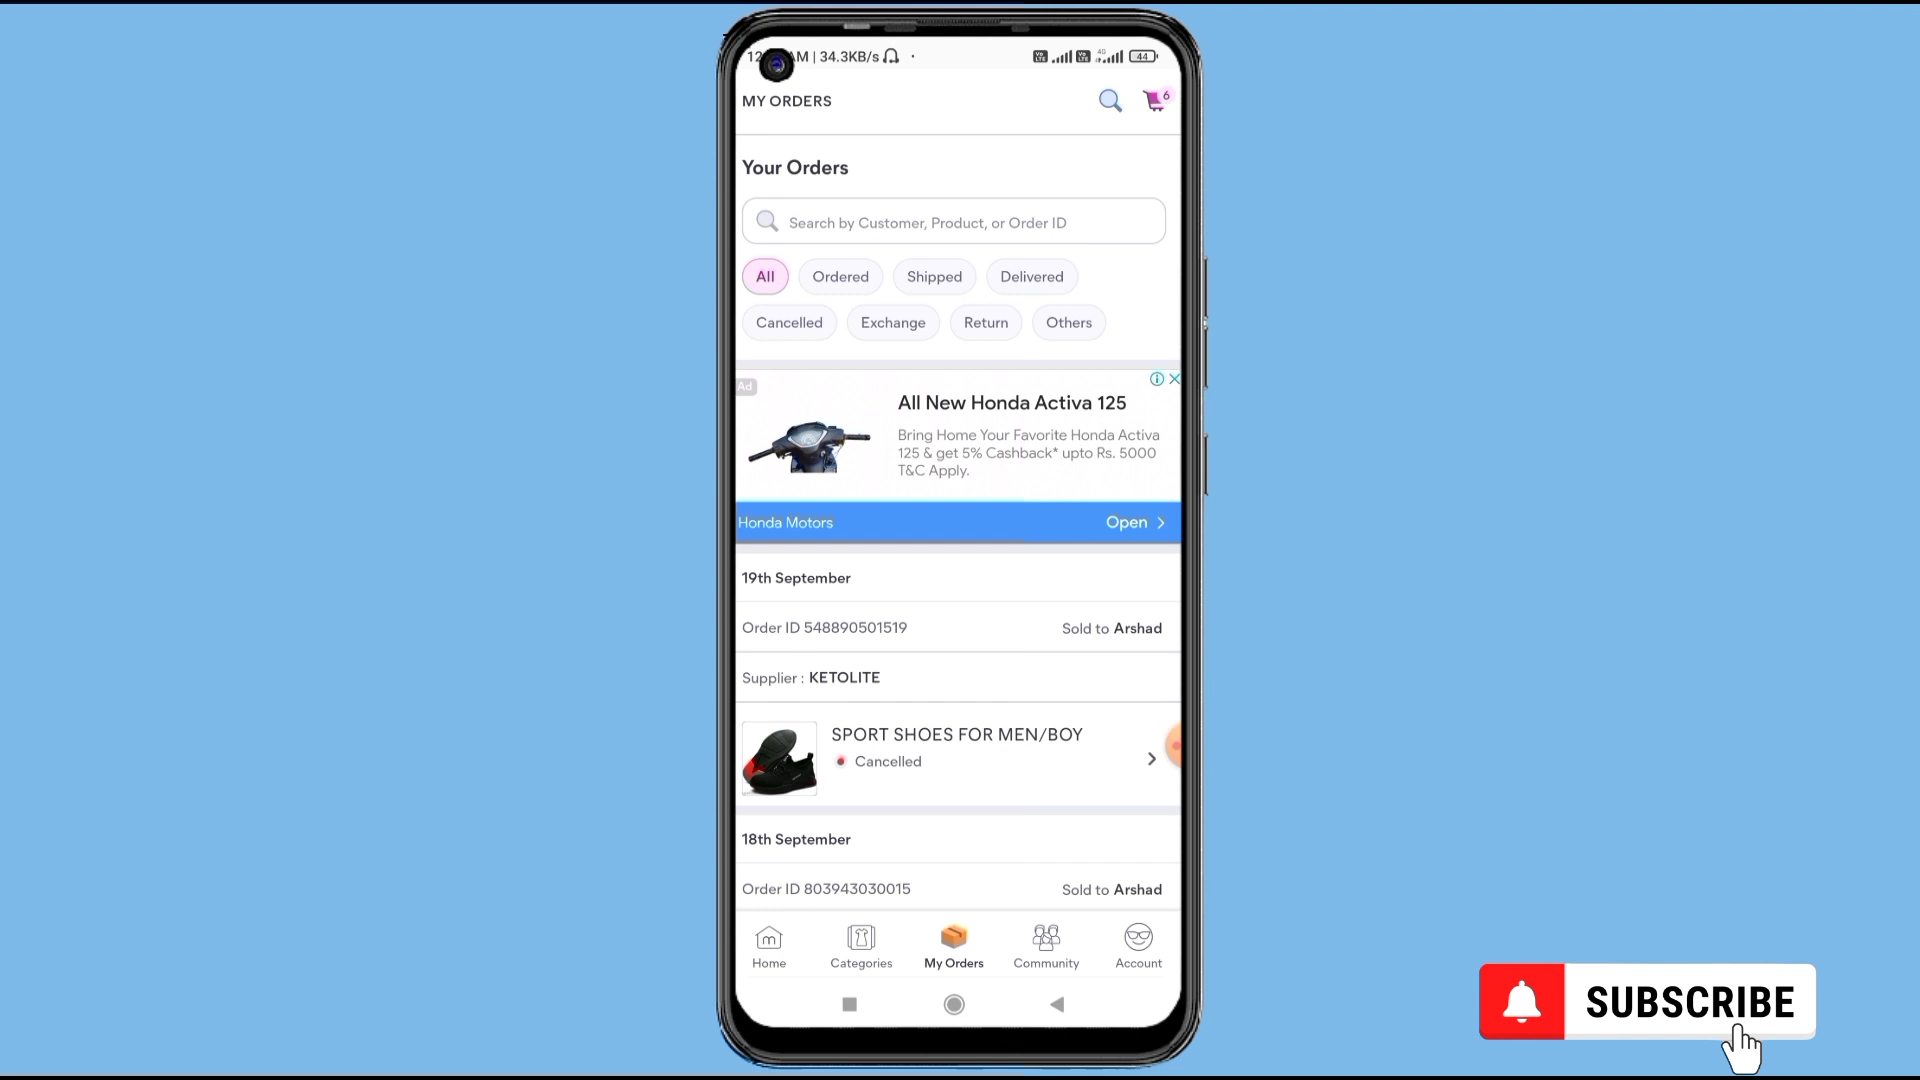 AM | 34.3KB/s
4G
44
MY ORDERS
6
Your Orders
Search by Customer, Product, or Order ID
All Ordered Shipped Delivered
Cancelled Exchange Return Others
Ad
All New Honda Activa 125
Bring Home Your Favorite Honda Activa
125 & get 5% Cashback* upto Rs. 5000
T&C Apply.
Honda Motors Open
19th September
Order ID 548890501519 Sold to Arshad
Supplier : KETOLITE
SPORT SHOES FOR MEN/BOY
Cancelled
18th September
Order ID 803943030015 Sold to Arshad
Home Categories My Orders Community Account
SUBSCRIBE